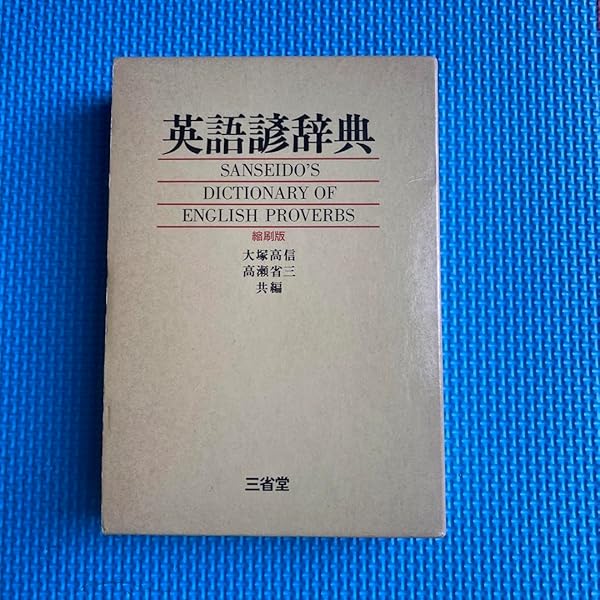 英語諺辞典
SANSEIDO'S
DICTIONARY OF
ENGLISH PROVERBS
縮刷版
大塚高信
高瀬省三
共編
三省堂